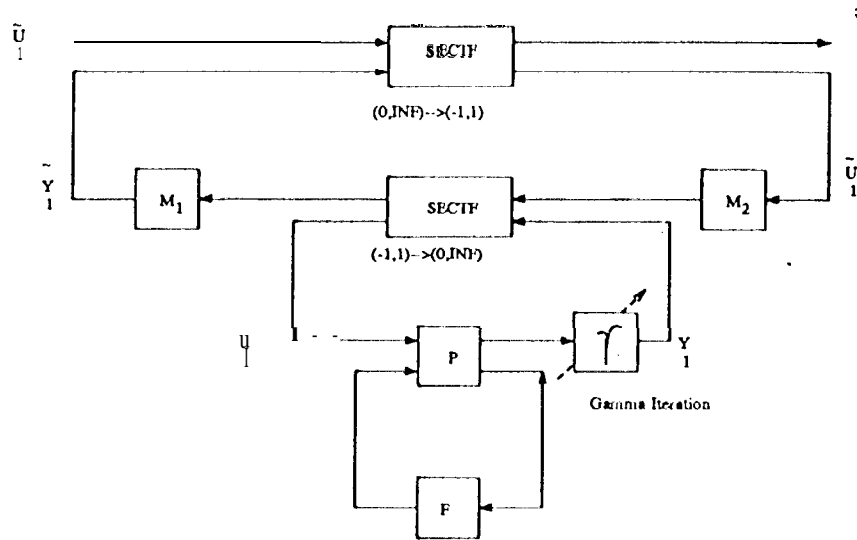 Ũ
1
SECTF
(0,INF)-->(-1,1)
Ỹ
1
M1
SECTF
M2
Ũ
1
(-1,1)-->(0,INF)
U
1
P
γ
Y
1
Gamma Iteration
F